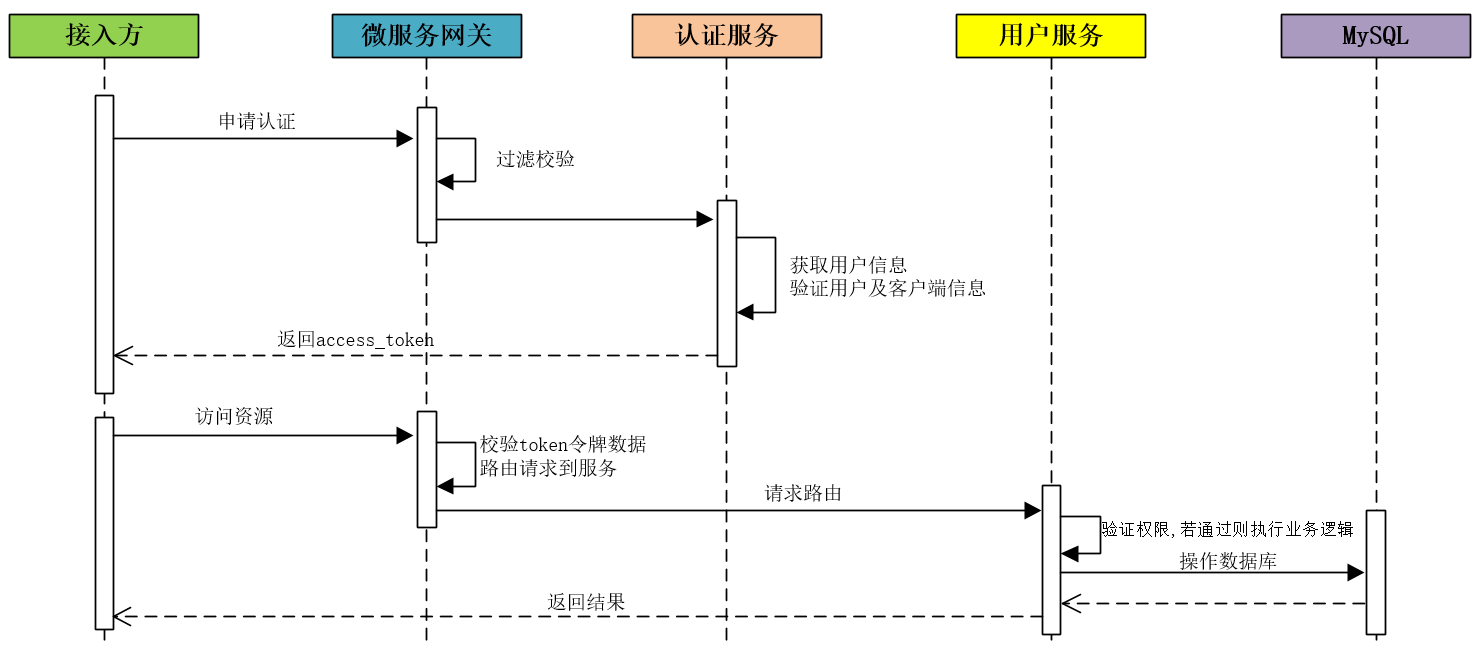 接入方
微服务网关
认证服务
用户服务
MySQL
申请认证
过滤校验
获取用户信息
验证用户及客户端信息
返回access_token
访问资源
校验token令牌数据
路由请求到服务
请求路由
验证权限,若通过则执行业务逻辑
操作数据库
返回结果